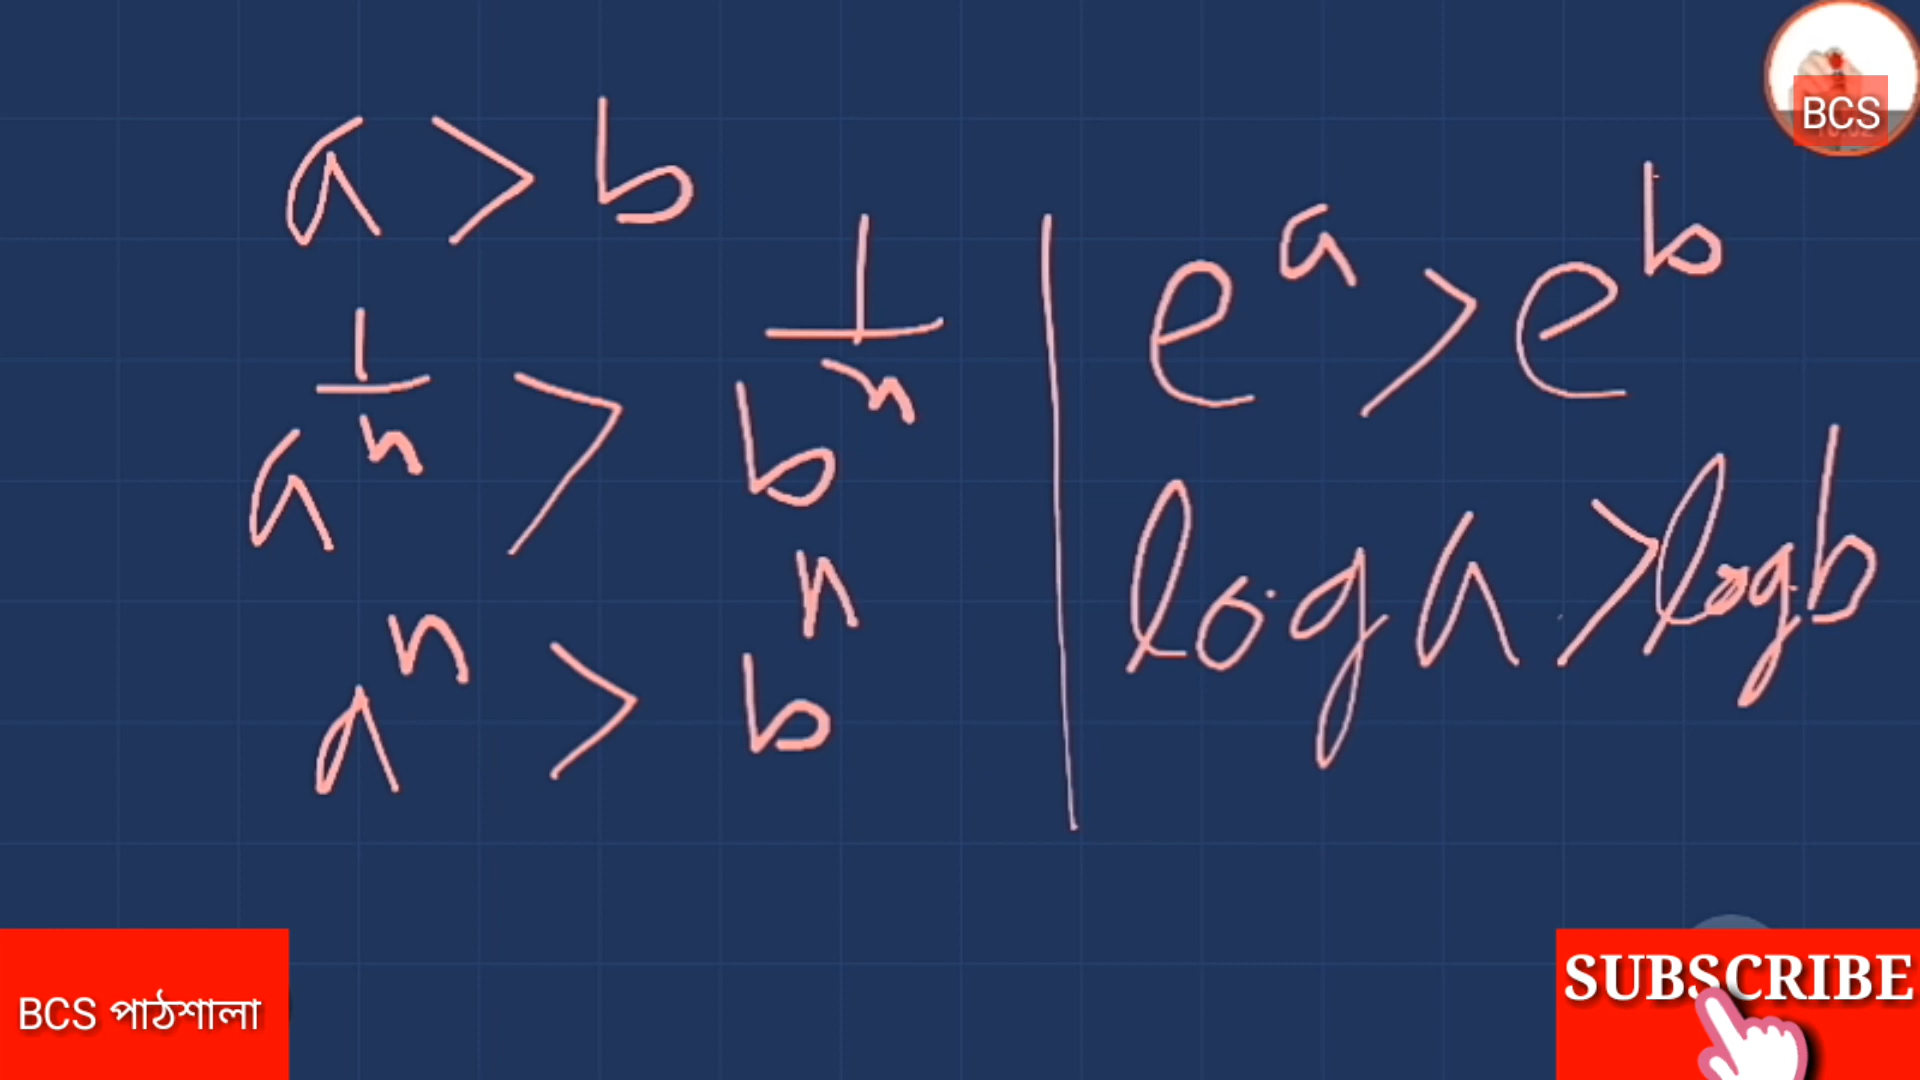 BCS
a > b
a^{1/n} > b^{1/n}
a^n > b^n
e^a > e^b
log a > log b
BCS পাঠশালা
SUBSCRIBE